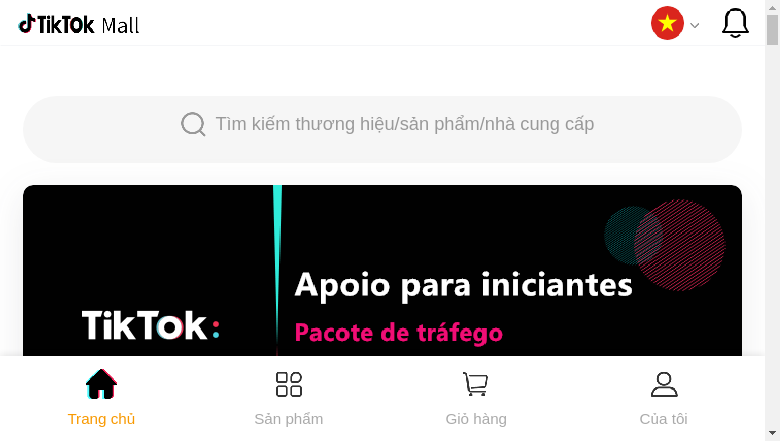 TikTok Mall
Tìm kiếm thương hiệu/sản phẩm/nhà cung cấp
Apoio para iniciantes
TikTok:
Pacote de tráfego
Trang chủ
Sản phẩm
Giỏ hàng
Của tôi